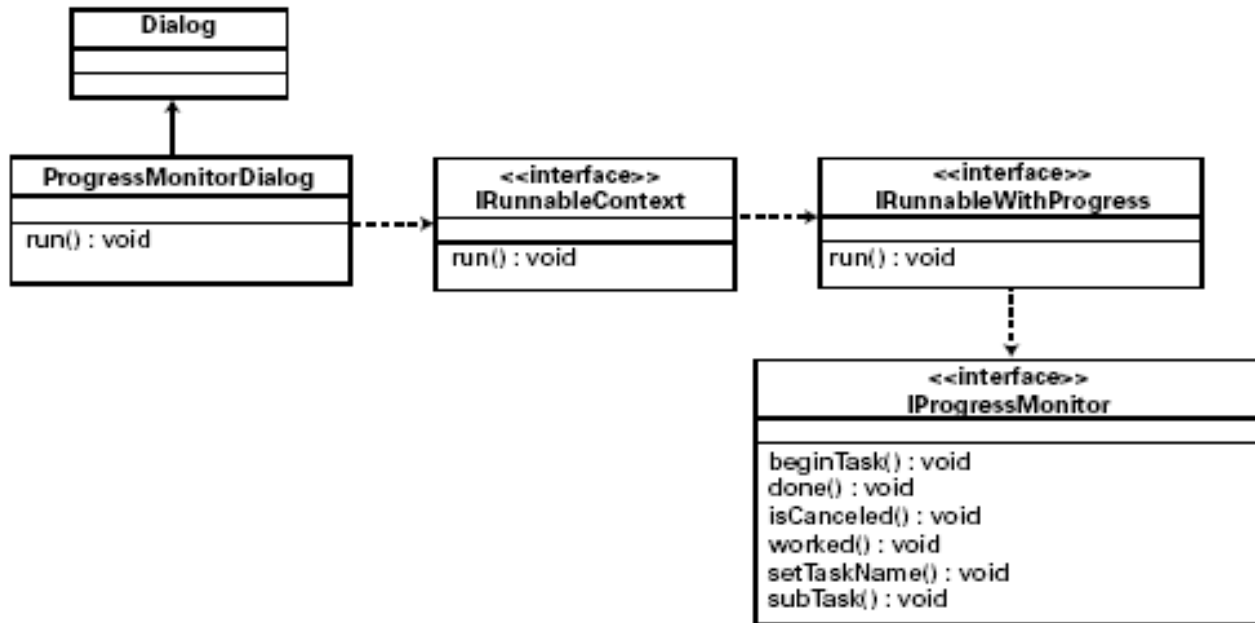 Dialog
ProgressMonitorDialog
run() : void
<<interface>>
IRunnableContext
run() : void
<<interface>>
IRunnableWithProgress
run() : void
<<interface>>
IProgressMonitor
beginTask() : void
done() : void
isCanceled() : void
worked() : void
setTaskName() : void
subTask() : void